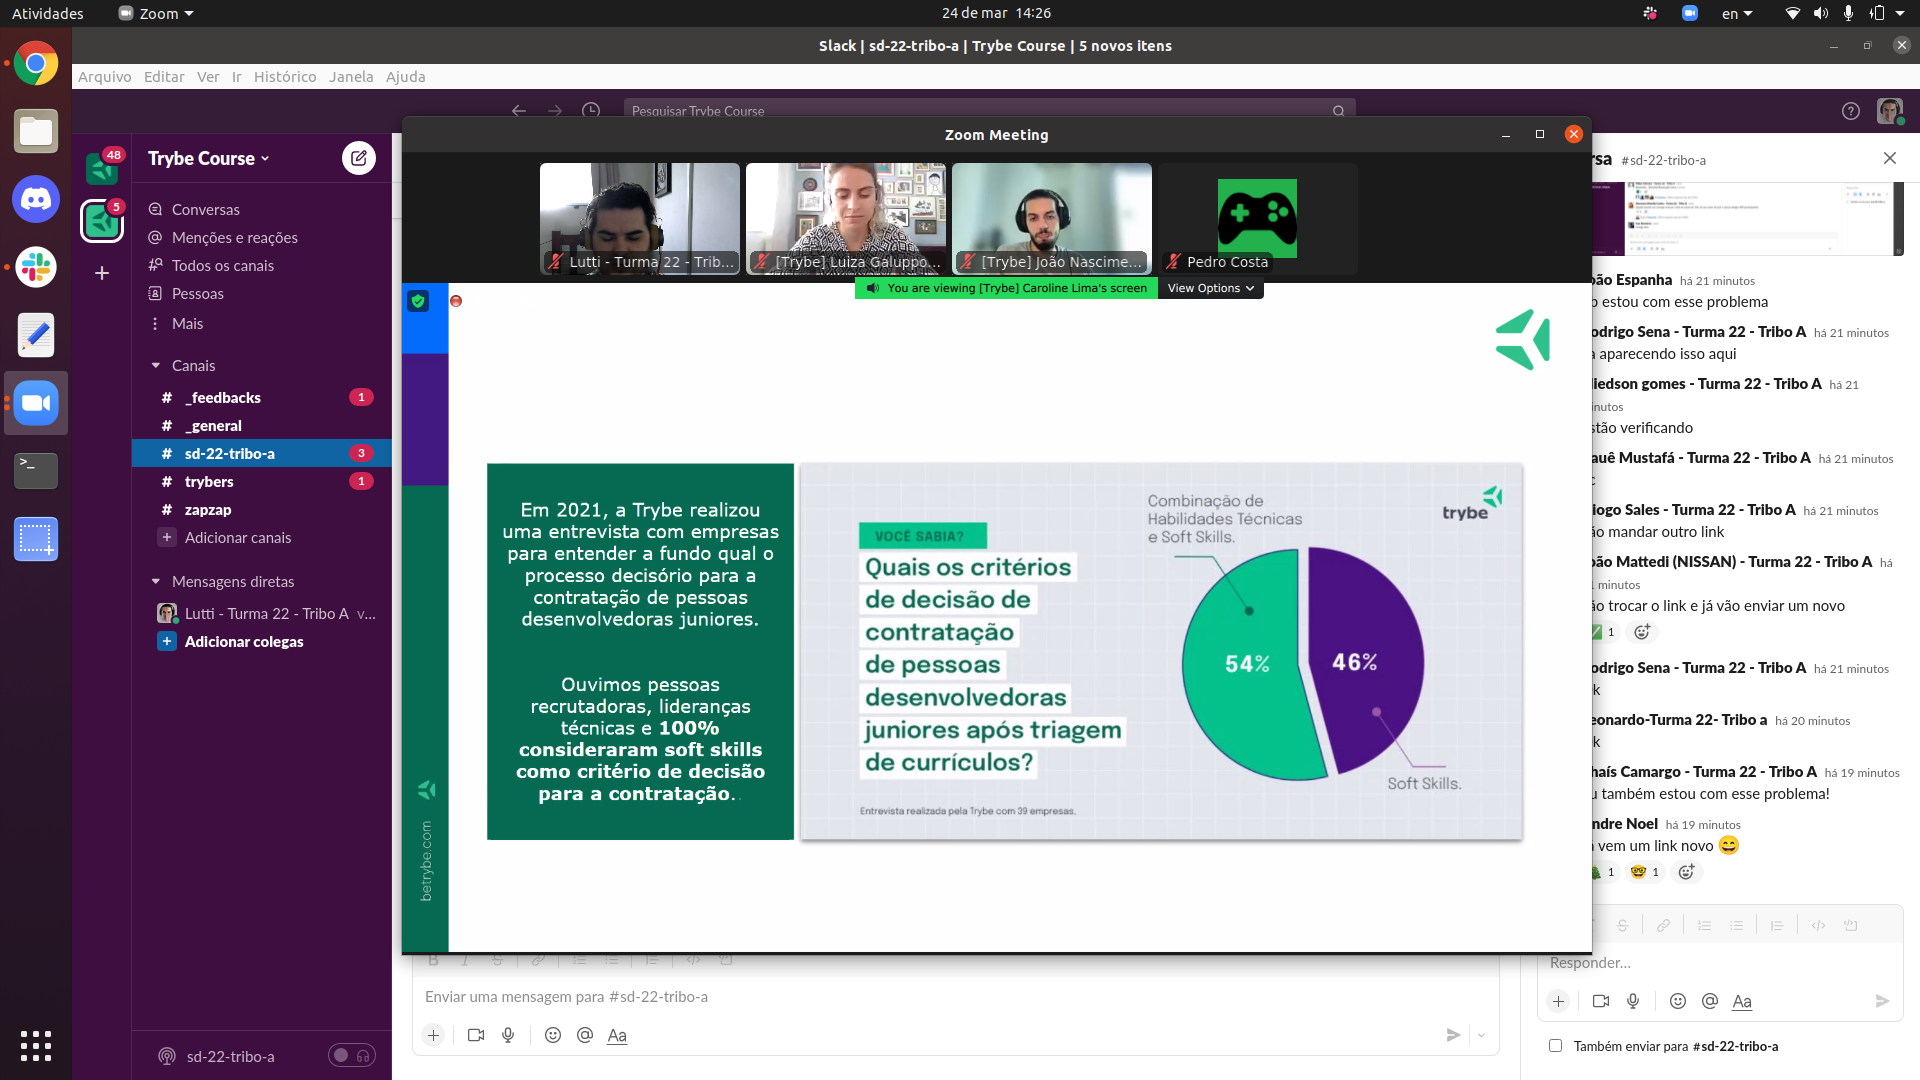 Atividades
Zoom
24 de mar 14:26
en
Slack | sd-22-tribo-a | Trybe Course | 5 novos itens
Arquivo Editar Ver Ir Histórico Janela Ajuda
Pesquisar Trybe Course
48
5
Trybe Course
Conversas
Menções e reações
Todos os canais
Pessoas
Mais
Canais
# _feedbacks 1
# _general
# sd-22-tribo-a 3
# trybers 1
# zapzap
Adicionar canais
Mensagens diretas
Lutti - Turma 22 - Tribo A v...
Adicionar colegas
sd-22-tribo-a
Zoom Meeting
Lutti - Turma 22 - Trib...
[Trybe] Luiza Galuppo...
[Trybe] João Nascime...
Pedro Costa
You are viewing [Trybe] Caroline Lima's screen
View Options
betrybe.com
Em 2021, a Trybe realizou
uma entrevista com empresas
para entender a fundo qual o
processo decisório para a
contratação de pessoas
desenvolvedoras juniores.
Ouvimos pessoas
recrutadoras, lideranças
técnicas e 100%
consideraram soft skills
como critério de decisão
para a contratação.
VOCÊ SABIA?
Quais os critérios
de decisão de
contratação
de pessoas
desenvolvedoras
juniores após triagem
de currículos?
Entrevista realizada pela Trybe com 39 empresas.
Combinação de
Habilidades Técnicas
e Soft Skills.
trybe
54%
46%
Soft Skills.
Enviar uma mensagem para #sd-22-tribo-a
Aa
rsa #sd-22-tribo-a
oão Espanha há 21 minutos
b estou com esse problema
odrigo Sena - Turma 22 - Tribo A há 21 minutos
a aparecendo isso aqui
liedson gomes - Turma 22 - Tribo A há 21
inutos
stão verificando
auê Mustafá - Turma 22 - Tribo A há 21 minutos
c
iogo Sales - Turma 22 - Tribo A há 21 minutos
ão mandar outro link
oão Mattedi (NISSAN) - Turma 22 - Tribo A há
1 minutos
ão trocar o link e já vão enviar um novo
1
odrigo Sena - Turma 22 - Tribo A há 21 minutos
k
eonardo-Turma 22- Tribo a há 20 minutos
k
haís Camargo - Turma 22 - Tribo A há 19 minutos
u também estou com esse problema!
ndre Noel há 19 minutos
á vem um link novo 😄
1 🤓 1
Responder...
Aa
Também enviar para #sd-22-tribo-a